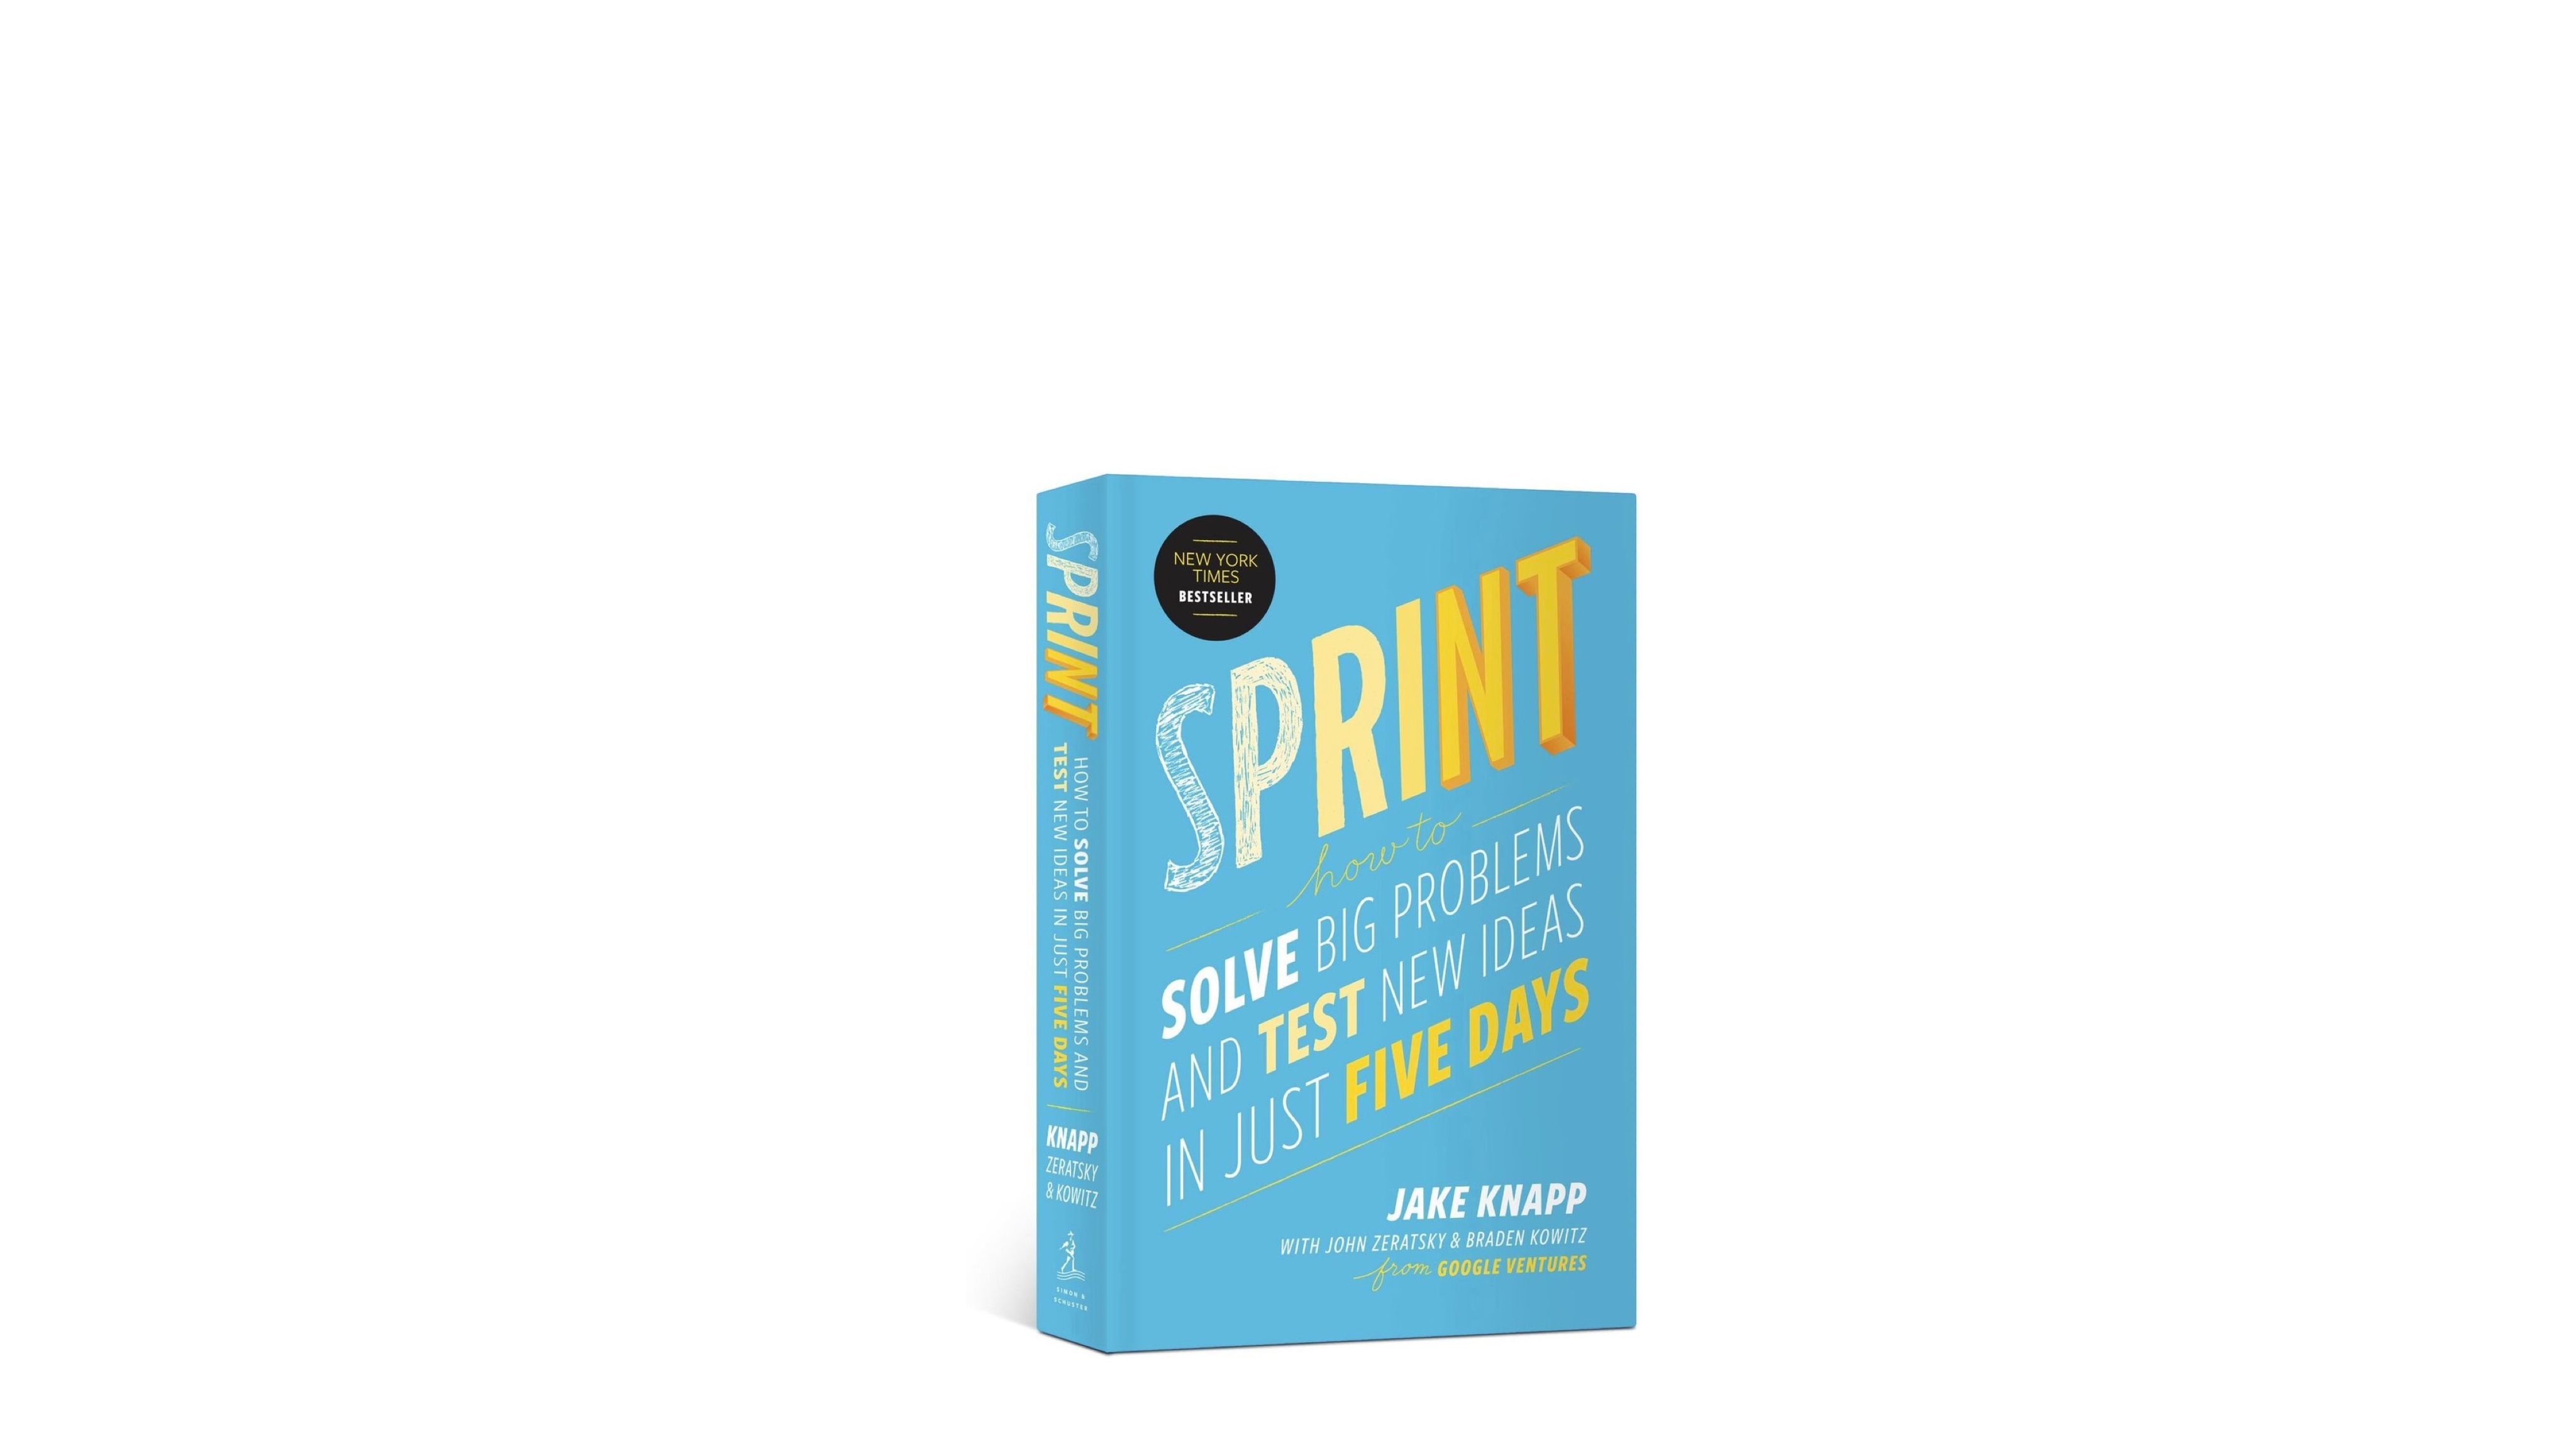 SPRINT
HOW TO SOLVE BIG PROBLEMS AND
TEST NEW IDEAS IN JUST FIVE DAYS
KNAPP
ZERATSKY
& KOWITZ
SIMON &
SCHUSTER
NEW YORK
TIMES
BESTSELLER
SPRINT
how to
SOLVE BIG PROBLEMS
AND TEST NEW IDEAS
IN JUST FIVE DAYS
JAKE KNAPP
WITH JOHN ZERATSKY & BRADEN KOWITZ
from GOOGLE VENTURES